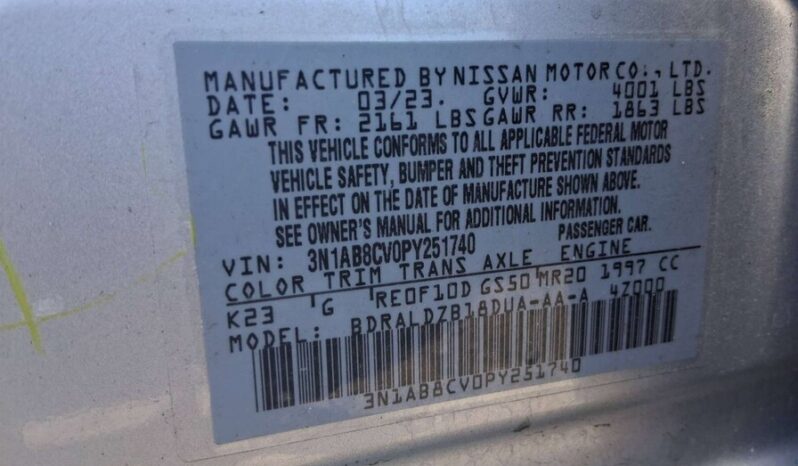 MANUFACTURED BY NISSAN MOTOR CO., LTD.
DATE: 03/23. GVWR: 4001 LBS
GAWR FR: 2161 LBS GAWR RR: 1863 LBS
THIS VEHICLE CONFORMS TO ALL APPLICABLE FEDERAL MOTOR
VEHICLE SAFETY, BUMPER AND THEFT PREVENTION STANDARDS
IN EFFECT ON THE DATE OF MANUFACTURE SHOWN ABOVE.
SEE OWNER'S MANUAL FOR ADDITIONAL INFORMATION.
VIN: 3N1AB8CV0PY251740 PASSENGER CAR.
COLOR TRIM TRANS AXLE ENGINE
K23 G RE0F10D GS50 MR20 1997 CC
MODEL: BDRALDZB18DUA-AA-A 4Z000
3N1AB8CV0PY251740